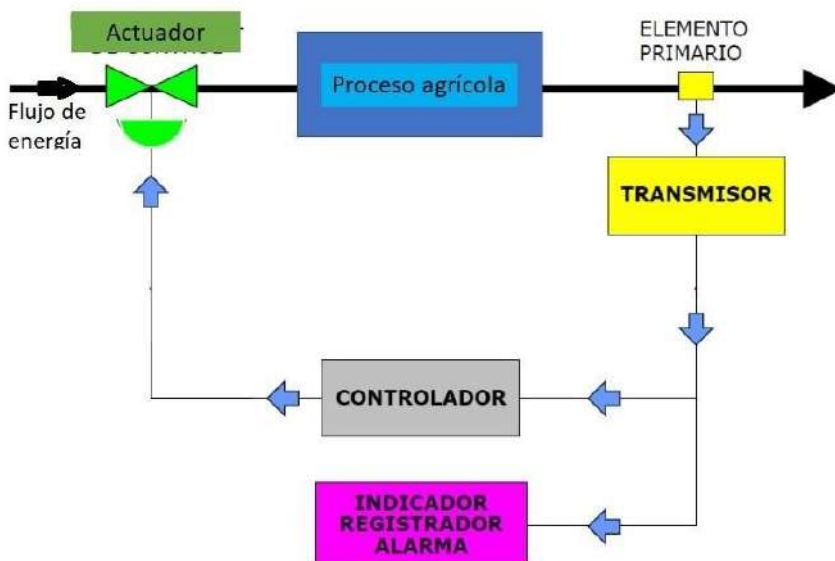 Actuador
ELEMENTO
PRIMARIO
Proceso agrícola
Flujo de
energía
TRANSMISOR
CONTROLADOR
INDICADOR
REGISTRADOR
ALARMA